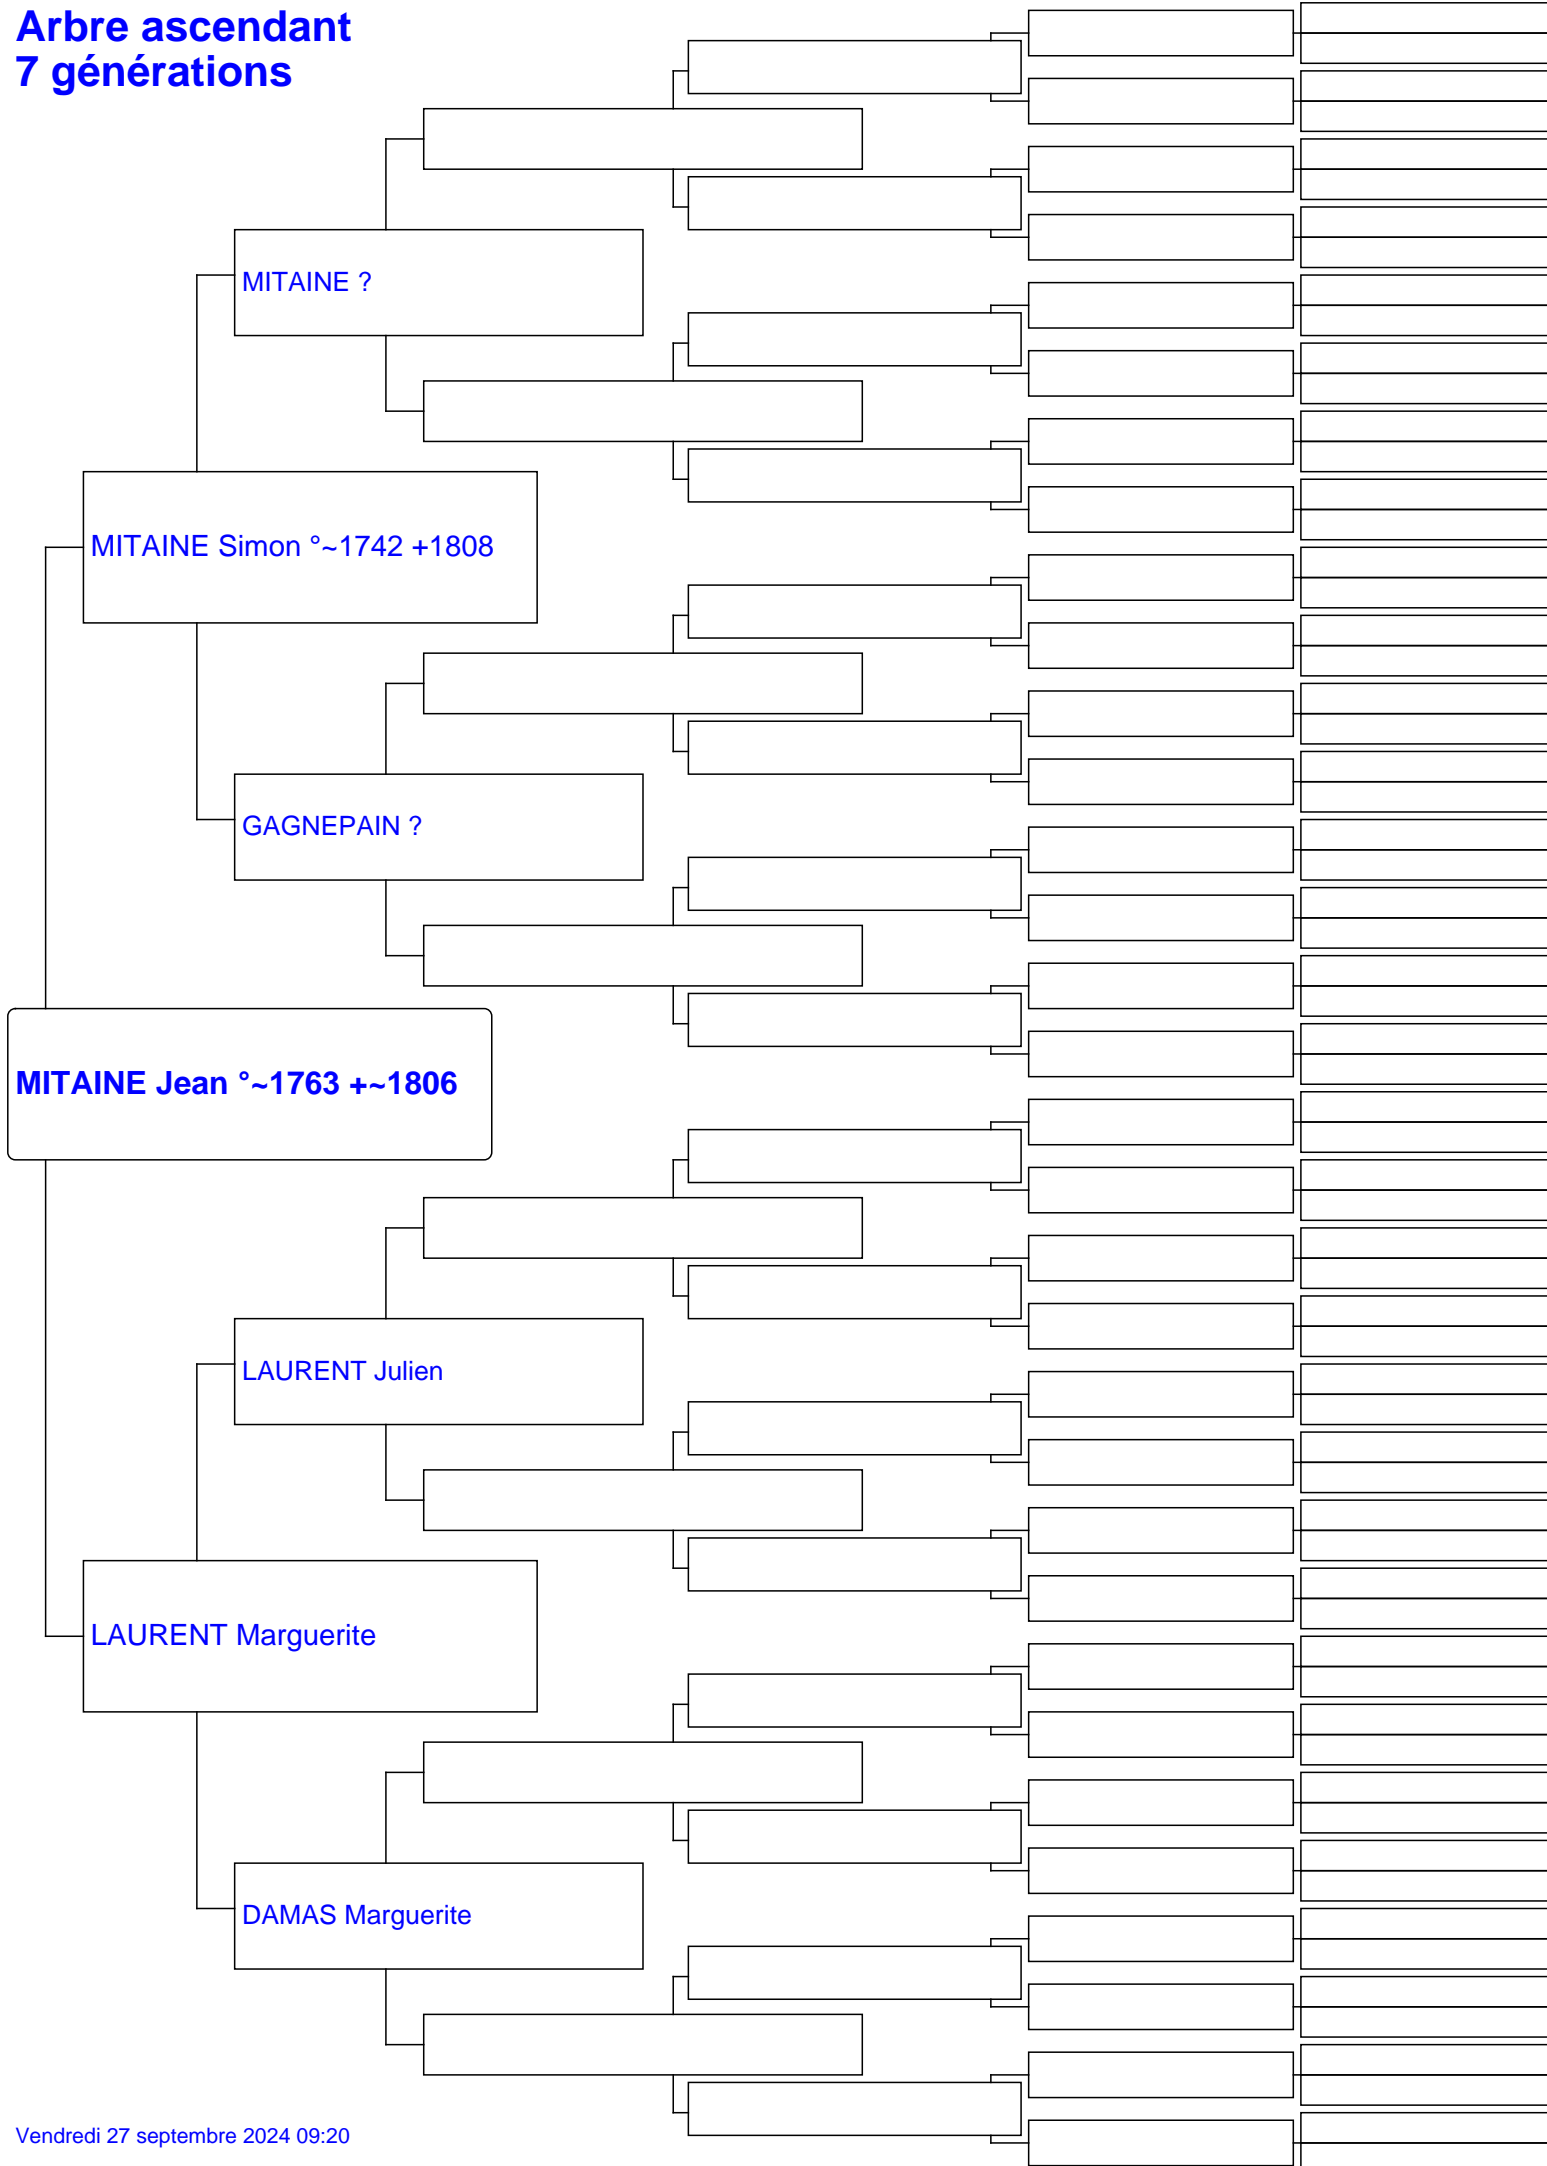 Arbre ascendant
7 générations
MITAINE ?
MITAINE Simon °~1742 +1808
GAGNEPAIN ?
MITAINE Jean °~1763 +~1806
LAURENT Julien
LAURENT Marguerite
DAMAS Marguerite
Vendredi 27 septembre 2024 09:20